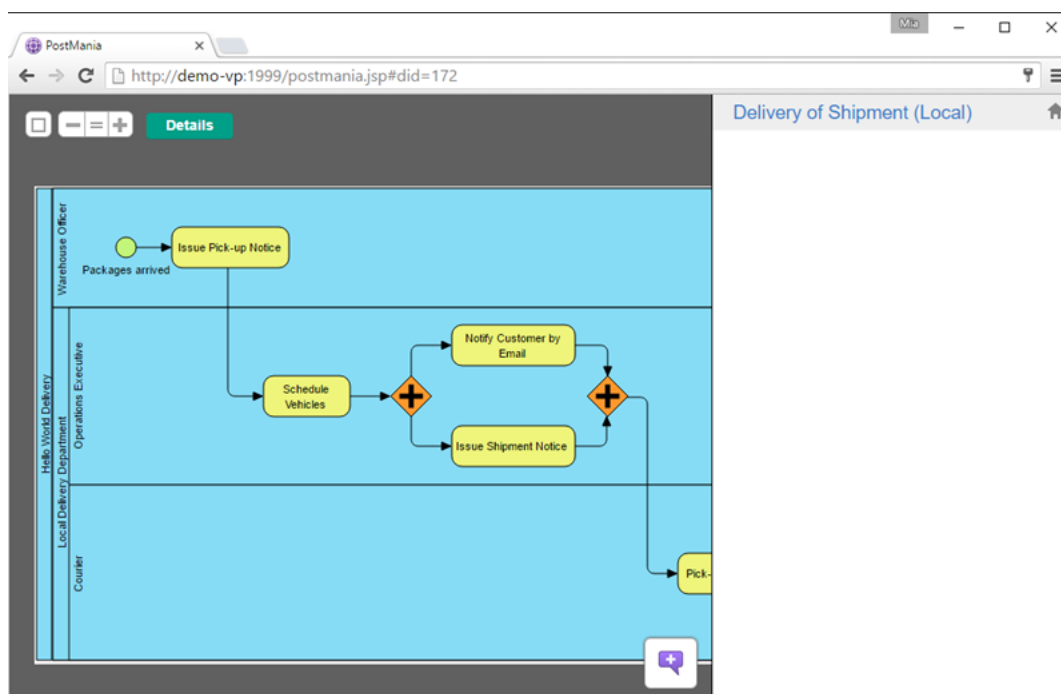 Mia
PostMania
http://demo-vp:1999/postmania.jsp#did=172
Details
Delivery of Shipment (Local)
Hello World Delivery
Warehouse Officer
Packages arrived
Issue Pick-up Notice
Local Delivery Department
Operations Executive
Schedule
Vehicles
Notify Customer by
Email
Issue Shipment Notice
Courier
Pick-